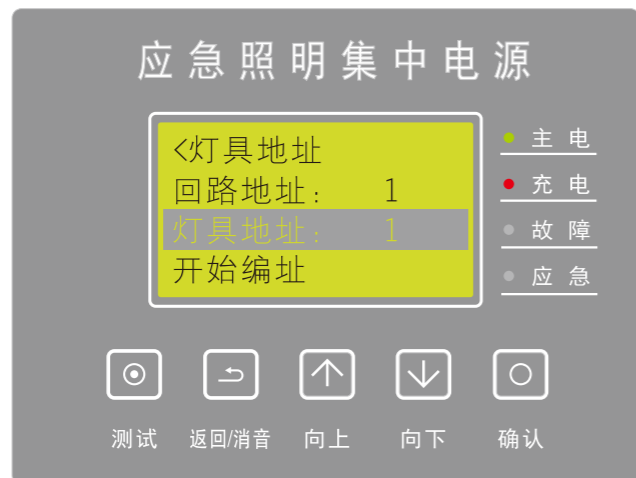 应急照明集中电源
<灯具地址
回路地址: 1
灯具地址: 1
开始编址
主电
充电
故障
应急
测试 返回/消音 向上 向下 确认